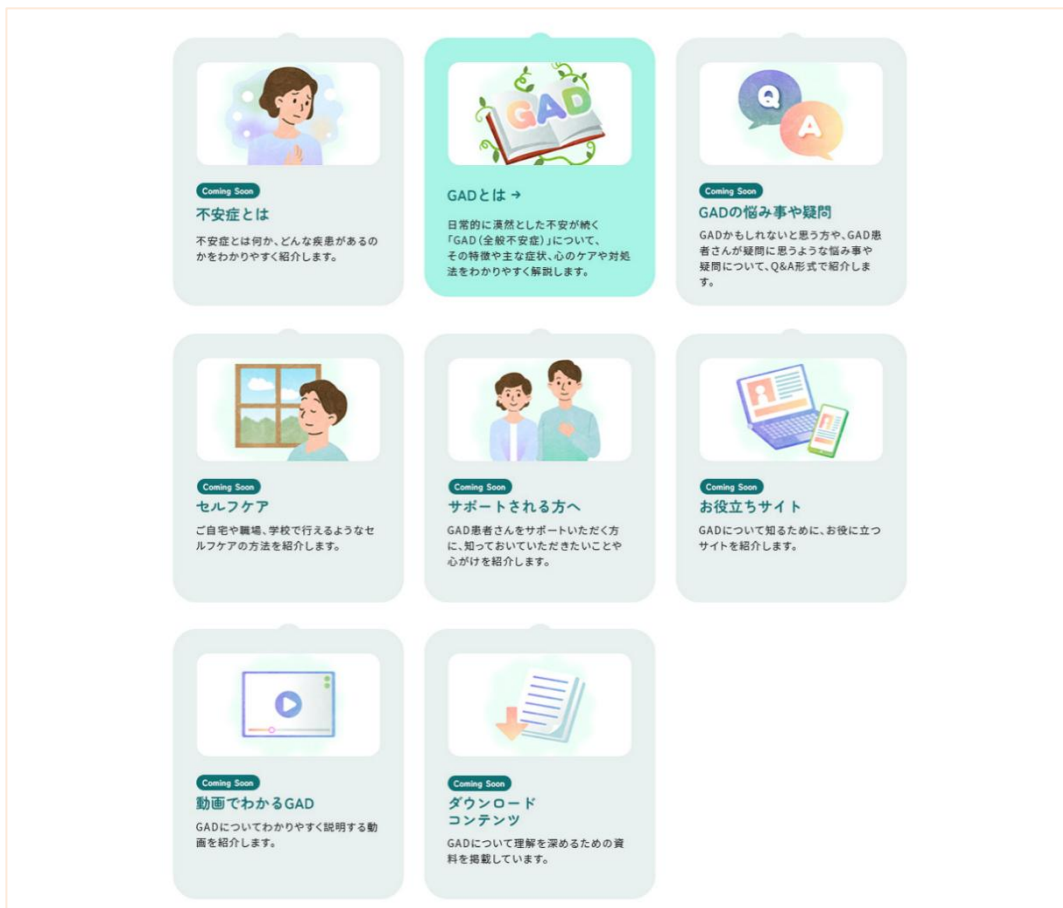 Coming Soon
不安症とは
不安症とは何か、どんな疾患があるの
かをわかりやすく紹介します。
GAD
GADとは →
日常的に漠然とした不安が続く
「GAD(全般不安症)」について、
その特徴や主な症状、心のケアや対処
法をわかりやすく解説します。
Q
A
Coming Soon
GADの悩み事や疑問
GADかもしれないと思う方や、GAD患
者さんが疑問に思うような悩み事や
疑問について、Q&A形式で紹介しま
す。
Coming Soon
セルフケア
ご自宅や職場、学校で行えるようなセ
ルフケアの方法を紹介します。
Coming Soon
サポートされる方へ
GAD患者さんをサポートいただく方
に、知っておいていただきたいことや
心がけを紹介します。
Coming Soon
お役立ちサイト
GADについて知るために、お役に立つ
サイトを紹介します。
Coming Soon
動画でわかるGAD
GADについてわかりやすく説明する動
画を紹介します。
Coming Soon
ダウンロード
コンテンツ
GADについて理解を深めるための資
料を掲載しています。